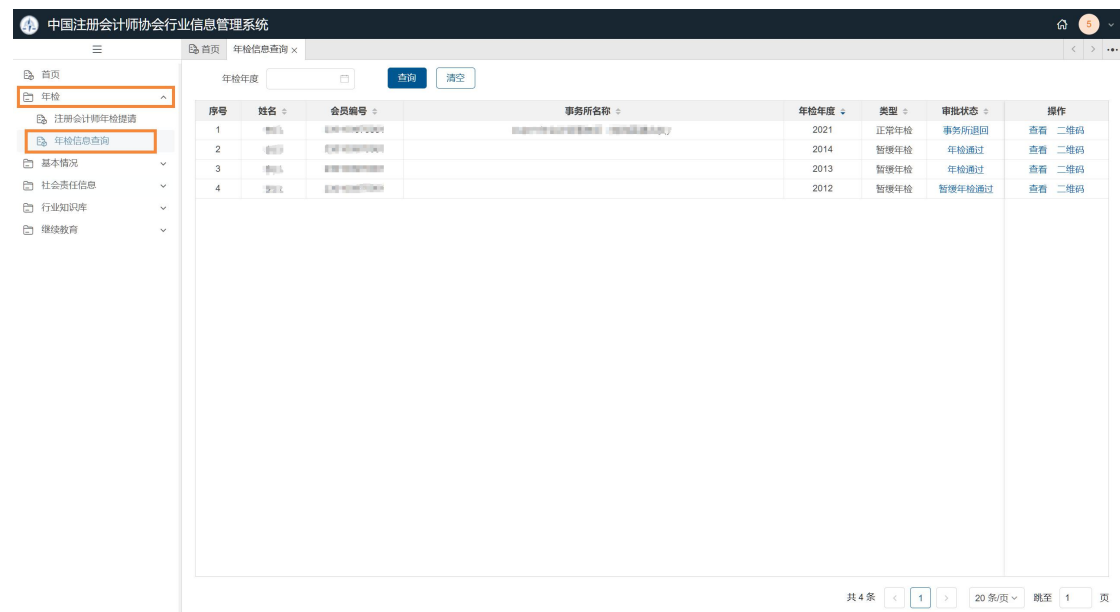 中国注册会计师协会行业信息管理系统 5
首页 年检信息查询 ×
首页
年检
注册会计师年检提请
年检信息查询
基本情况
社会责任信息
行业知识库
继续教育
年检年度 查询 清空
序号 姓名 会员编号 事务所名称 年检年度 类型 审批状态 操作
1 2021 正常年检 事务所退回 查看 二维码
2 2014 暂缓年检 年检通过 查看 二维码
3 2013 暂缓年检 年检通过 查看 二维码
4 2012 暂缓年检 暂缓年检通过 查看 二维码
共 4 条 < 1 > 20 条/页 跳至 1 页